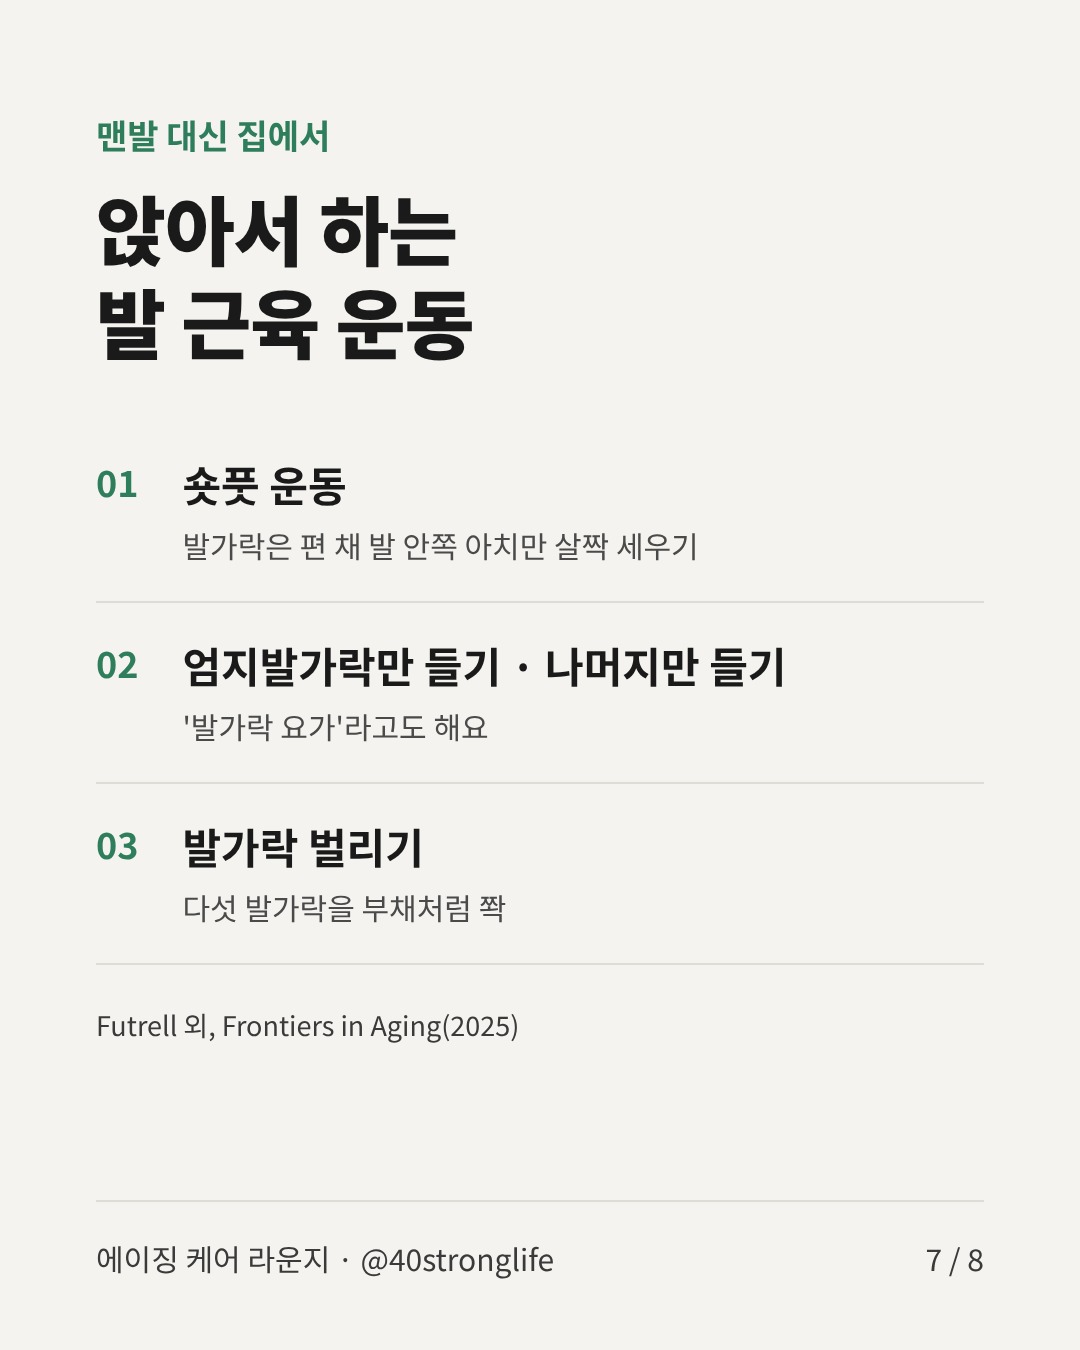 맨발 대신 집에서
앉아서 하는
발 근육 운동
01 숏풋 운동
발가락은 편 채 발 안쪽 아치만 살짝 세우기
02 엄지발가락만 들기 · 나머지만 들기
'발가락 요가'라고도 해요
03 발가락 벌리기
다섯 발가락을 부채처럼 쫙
Futrell 외, Frontiers in Aging(2025)
에이징 케어 라운지 · @40stronglife 7 / 8